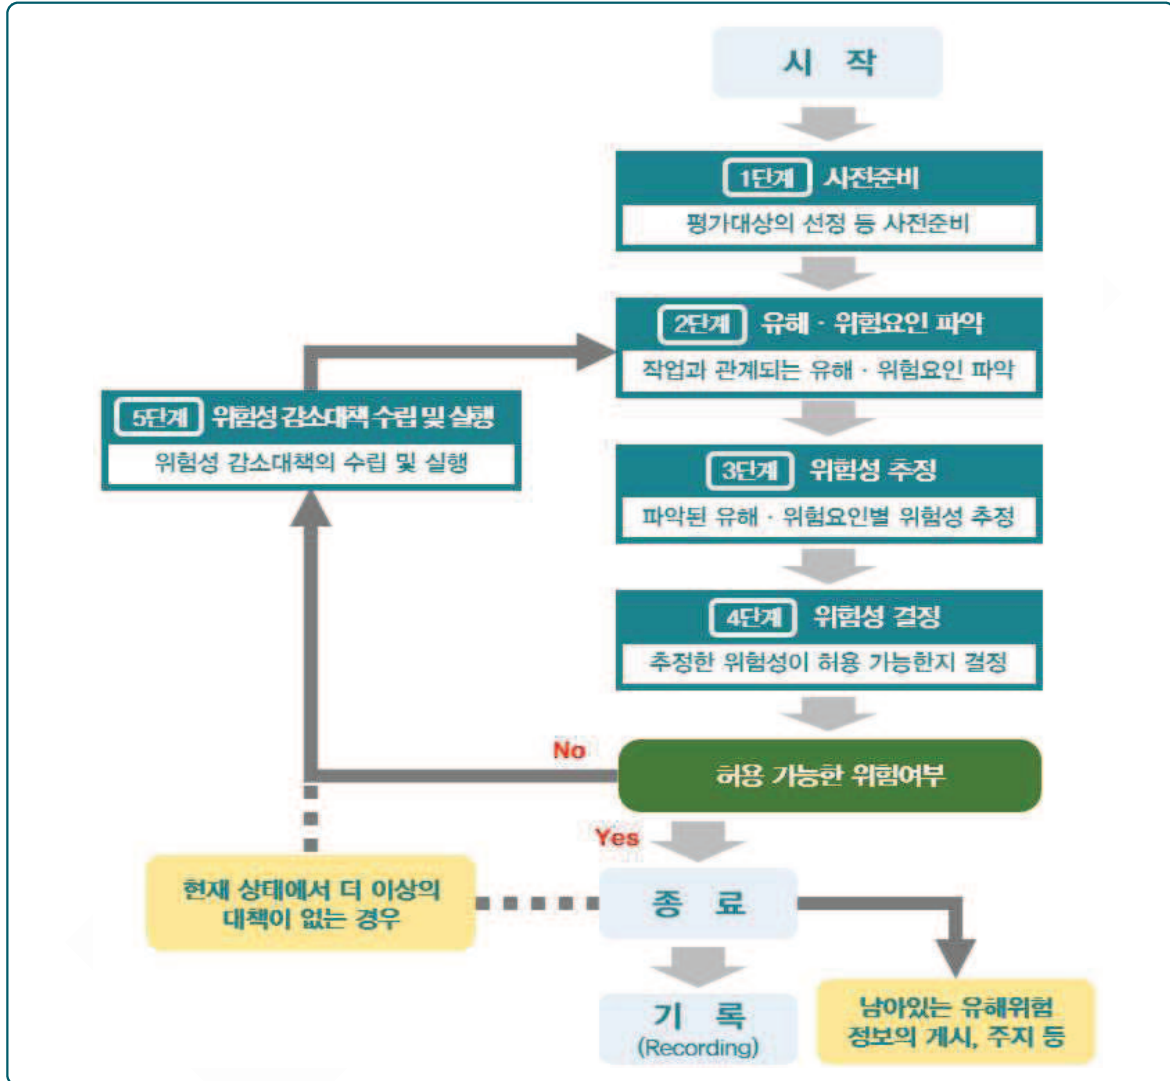 시 작
1단계 사전준비
평가대상의 선정 등 사전준비
2단계 유해 · 위험요인 파악
작업과 관계되는 유해 · 위험요인 파악
5단계 위험성 감소대책 수립 및 실행
위험성 감소대책의 수립 및 실행
3단계 위험성 추정
파악된 유해 · 위험요인별 위험성 추정
4단계 위험성 결정
추정한 위험성이 허용 가능한지 결정
No
허용 가능한 위험여부
Yes
현재 상태에서 더 이상의
대책이 없는 경우
종 료
기 록
(Recording)
남아있는 유해위험
정보의 게시, 주지 등